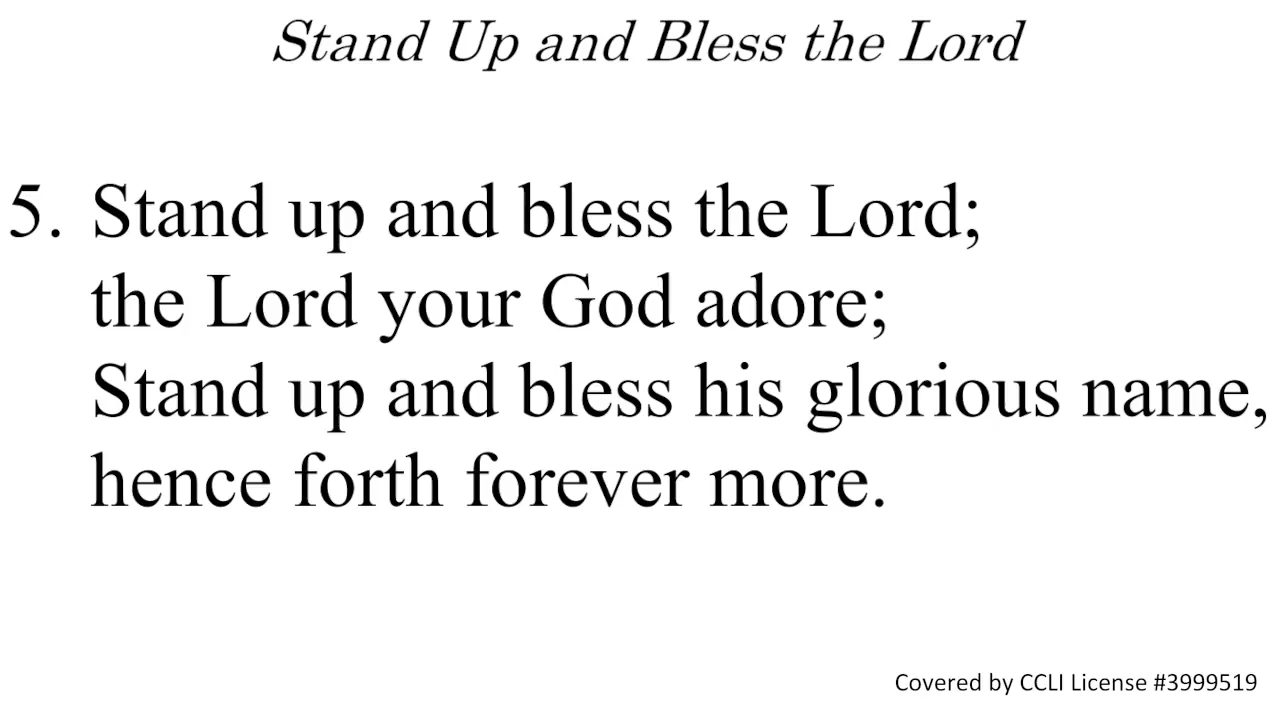 Stand Up and Bless the Lord
5. Stand up and bless the Lord;
the Lord your God adore;
Stand up and bless his glorious name,
hence forth forever more.
Covered by CCLI License #3999519